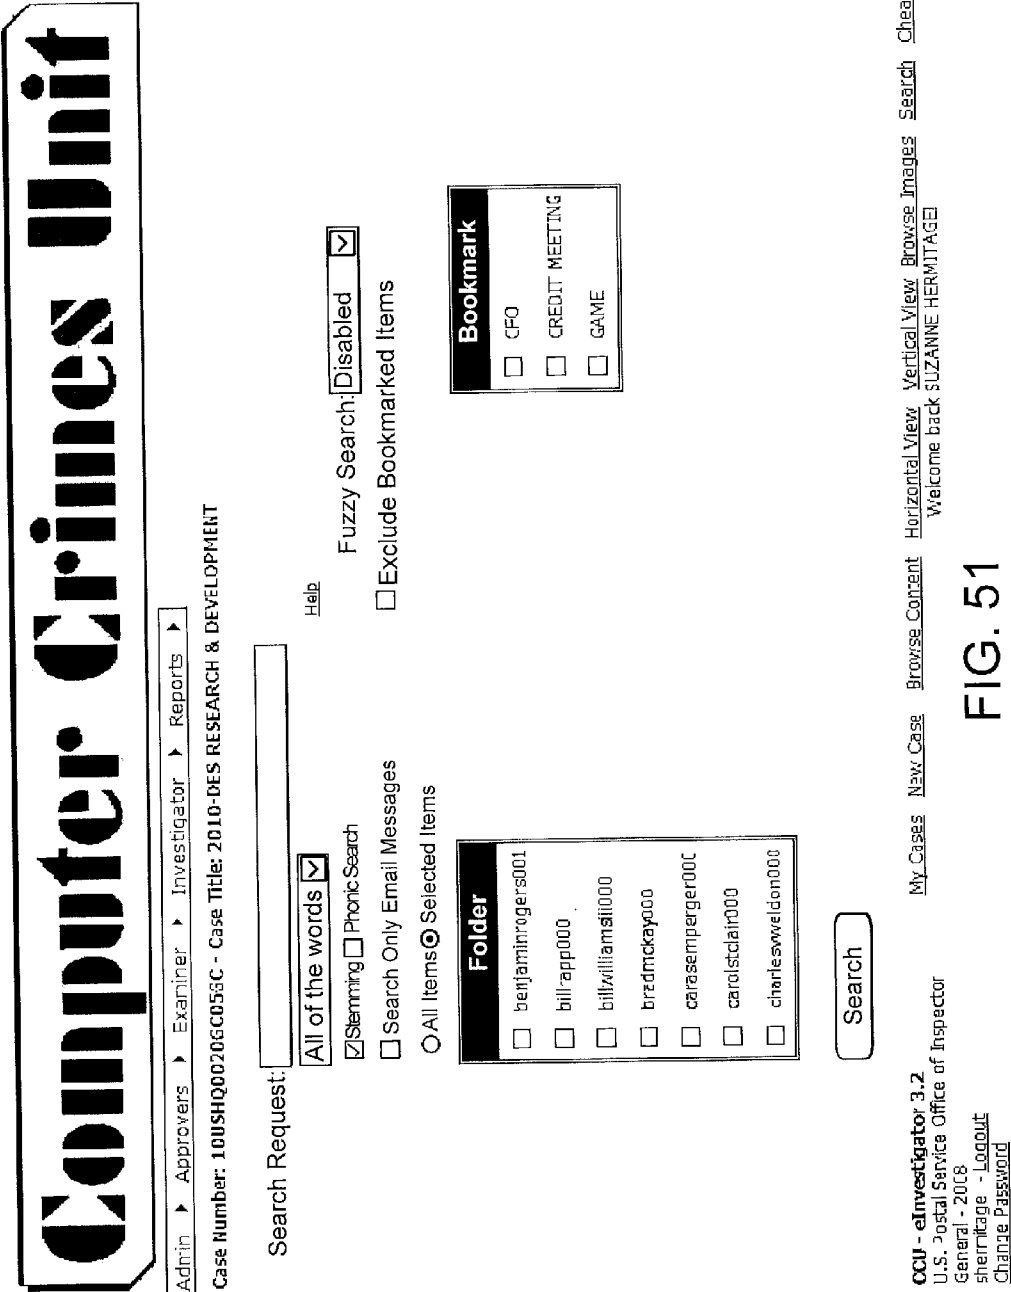 Computer Crimes Unit
Admin Approvers Examiner Investigator Reports
Case Number: 10USHQ0020GC05GC - Case Title: 2010-DES RESEARCH & DEVELOPMENT
Search Request:
All of the words
Help
Stemming Phonic Search
Fuzzy Search: Disabled
Search Only Email Messages
Exclude Bookmarked Items
All Items Selected Items
Folder
benjaminrogers001
billrapp000
billwilliamsiii000
bradmckay000
carasemperger000
carolstclair000
charlesweldon000
Bookmark
CFO
CREDIT MEETING
GAME
Search
CCU - eInvestigator 3.2
U.S. Postal Service Office of Inspector
General - 2008
shermitage - Logout
Change Password
My Cases New Case Browse Content Horizontal View Vertical View Browse Images Search Chea
Welcome back SUZANNE HERMITAGE!
FIG. 51